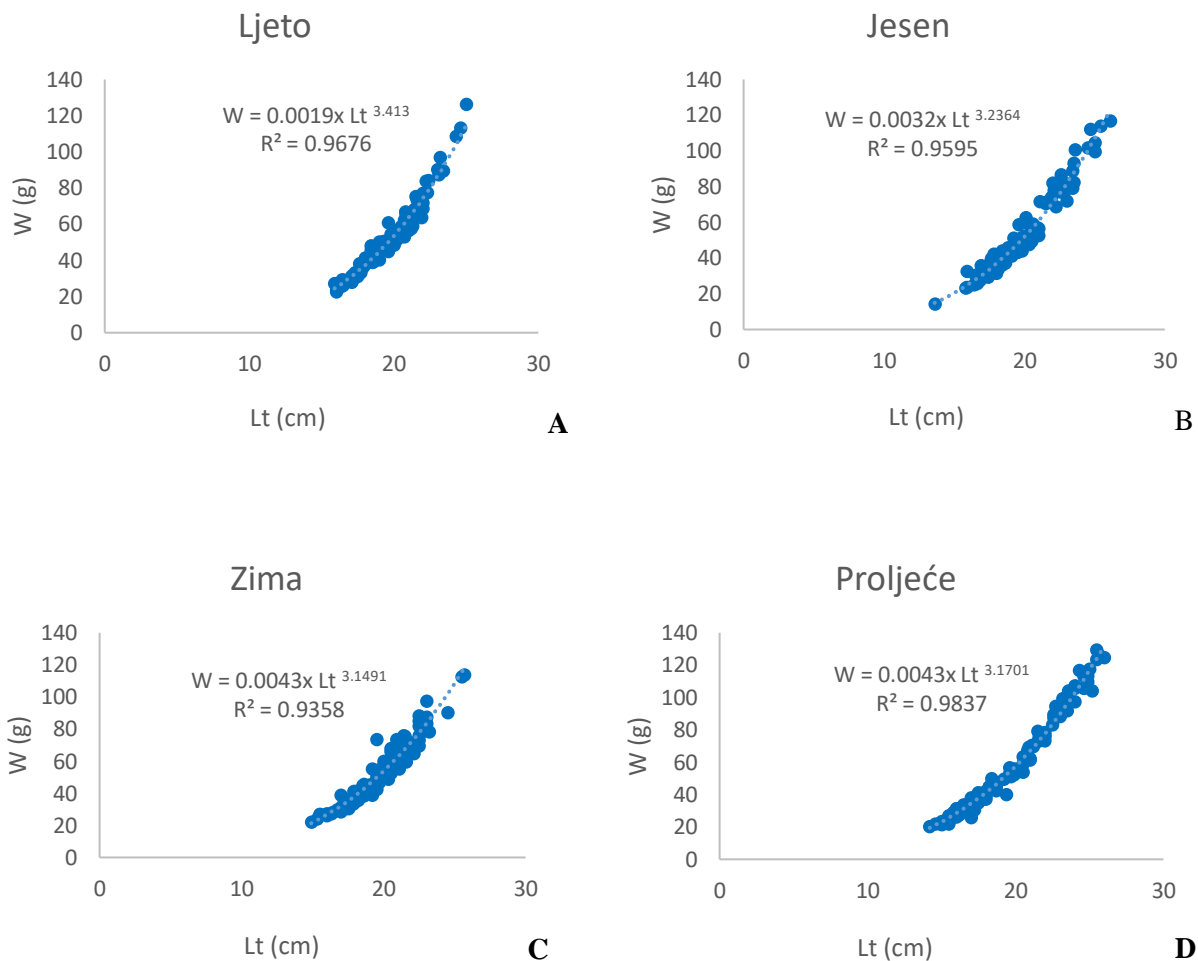 Ljeto
140
120
100
80
60
40
20
0
W (g)
W = 0.0019x Lt 3.413
R² = 0.9676
0 10 20 30
Lt (cm)
A
Jesen
140
120
100
80
60
40
20
0
W (g)
W = 0.0032x Lt 3.2364
R² = 0.9595
0 10 20 30
Lt (cm)
B
Zima
140
120
100
80
60
40
20
0
W (g)
W = 0.0043x Lt 3.1491
R² = 0.9358
0 10 20 30
Lt (cm)
C
Proljeće
140
120
100
80
60
40
20
0
W (g)
W = 0.0043x Lt 3.1701
R² = 0.9837
0 10 20 30
Lt (cm)
D